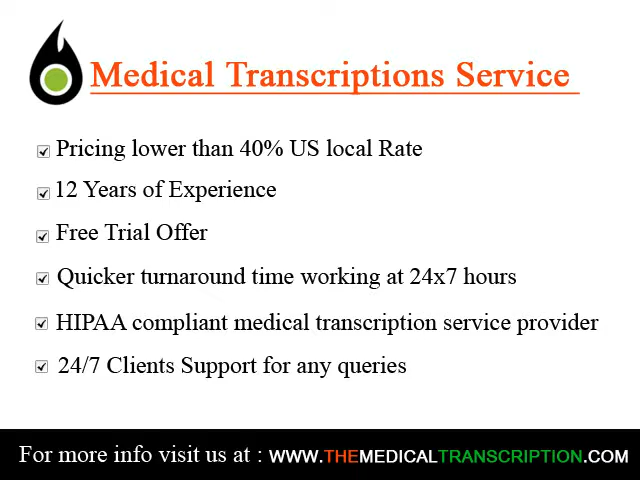 Medical Transcriptions Service
Pricing lower than 40% US local Rate
12 Years of Experience
Free Trial Offer
Quicker turnaround time working at 24x7 hours
HIPAA compliant medical transcription service provider
24/7 Clients Support for any queries
For more info visit us at : WWW.THEMEDICALTRANSCRIPTION.COM